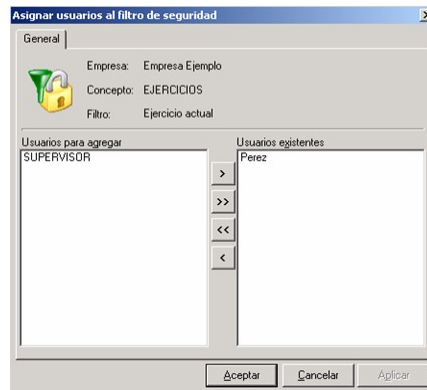 Asignar usuarios al filtro de seguridad
General
Empresa: Empresa Ejemplo
Concepto: EJERCICIOS
Filtro: Ejercicio actual
Usuarios para agregar
SUPERVISOR
Usuarios existentes
Perez
>
>>
<<
<
Aceptar
Cancelar
Aplicar